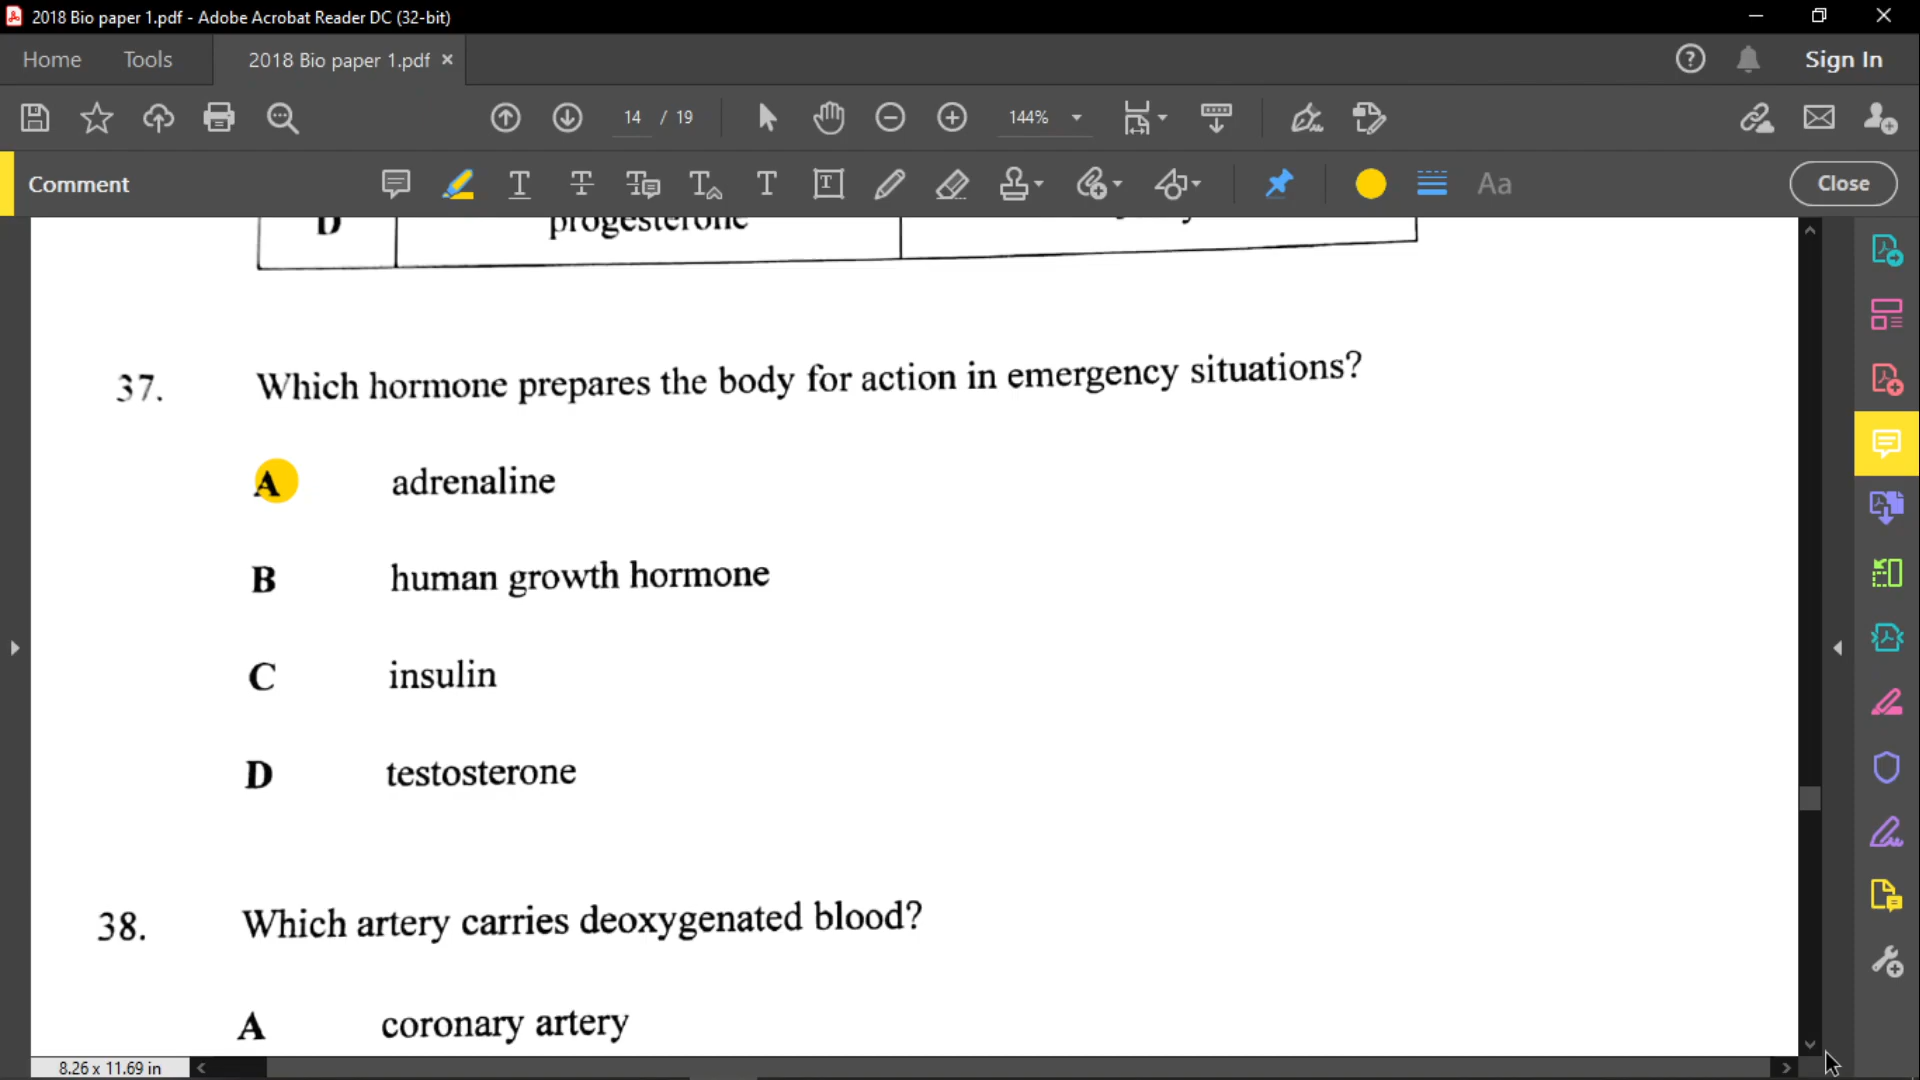 2018 Bio paper 1.pdf - Adobe Acrobat Reader DC (32-bit)
Home Tools 2018 Bio paper 1.pdf × Sign In
14 / 19 144%
Comment Close
D progesterone
37. Which hormone prepares the body for action in emergency situations?
A adrenaline
B human growth hormone
C insulin
D testosterone
38. Which artery carries deoxygenated blood?
A coronary artery
8.26 x 11.69 in